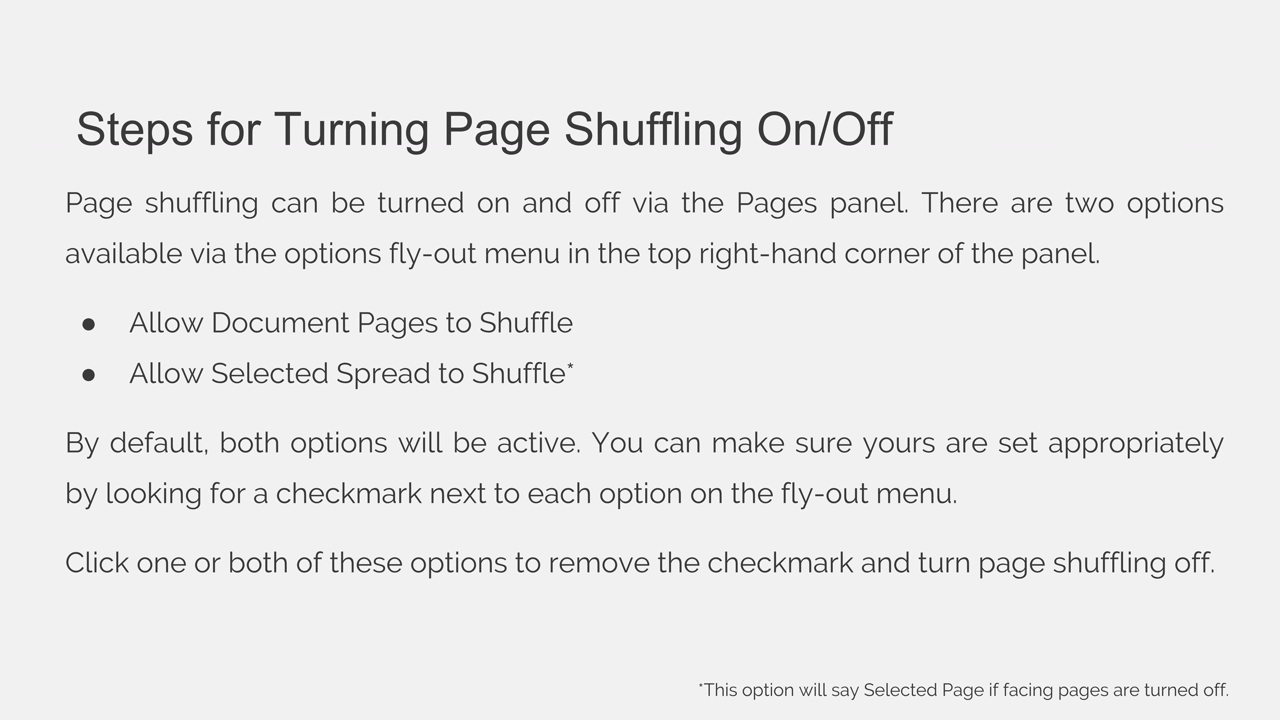 Steps for Turning Page Shuffling On/Off
Page shuffling can be turned on and off via the Pages panel. There are two options
available via the options fly-out menu in the top right-hand corner of the panel.
● Allow Document Pages to Shuffle
● Allow Selected Spread to Shuffle*
By default, both options will be active. You can make sure yours are set appropriately
by looking for a checkmark next to each option on the fly-out menu.
Click one or both of these options to remove the checkmark and turn page shuffling off.
*This option will say Selected Page if facing pages are turned off.